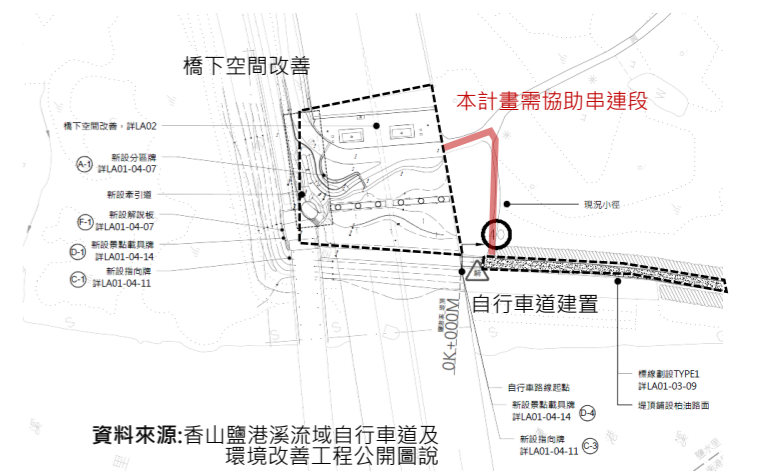 橋下空間改善
本計畫需協助串連段
橋下空間改善，詳LA02
A-1
新設分區牌
詳LA01-04-07
新設牽引道
現況小徑
F-1
新設解說板
詳LA01-04-07
D-1
新設景點載具牌
詳LA01-04-14
C-1
新設指向牌
詳LA01-04-11
自行車道建置
0K+000M
自行車路線起點
標線劃設TYPE1
詳LA01-03-09
新設景點載具牌
詳LA01-04-14
D-4
堤頂鋪設柏油路面
新設指向牌
詳LA01-04-11
C-3
資料來源:香山鹽港溪流域自行車道及
環境改善工程公開圖說
港
溪
溪
里
鹽水里